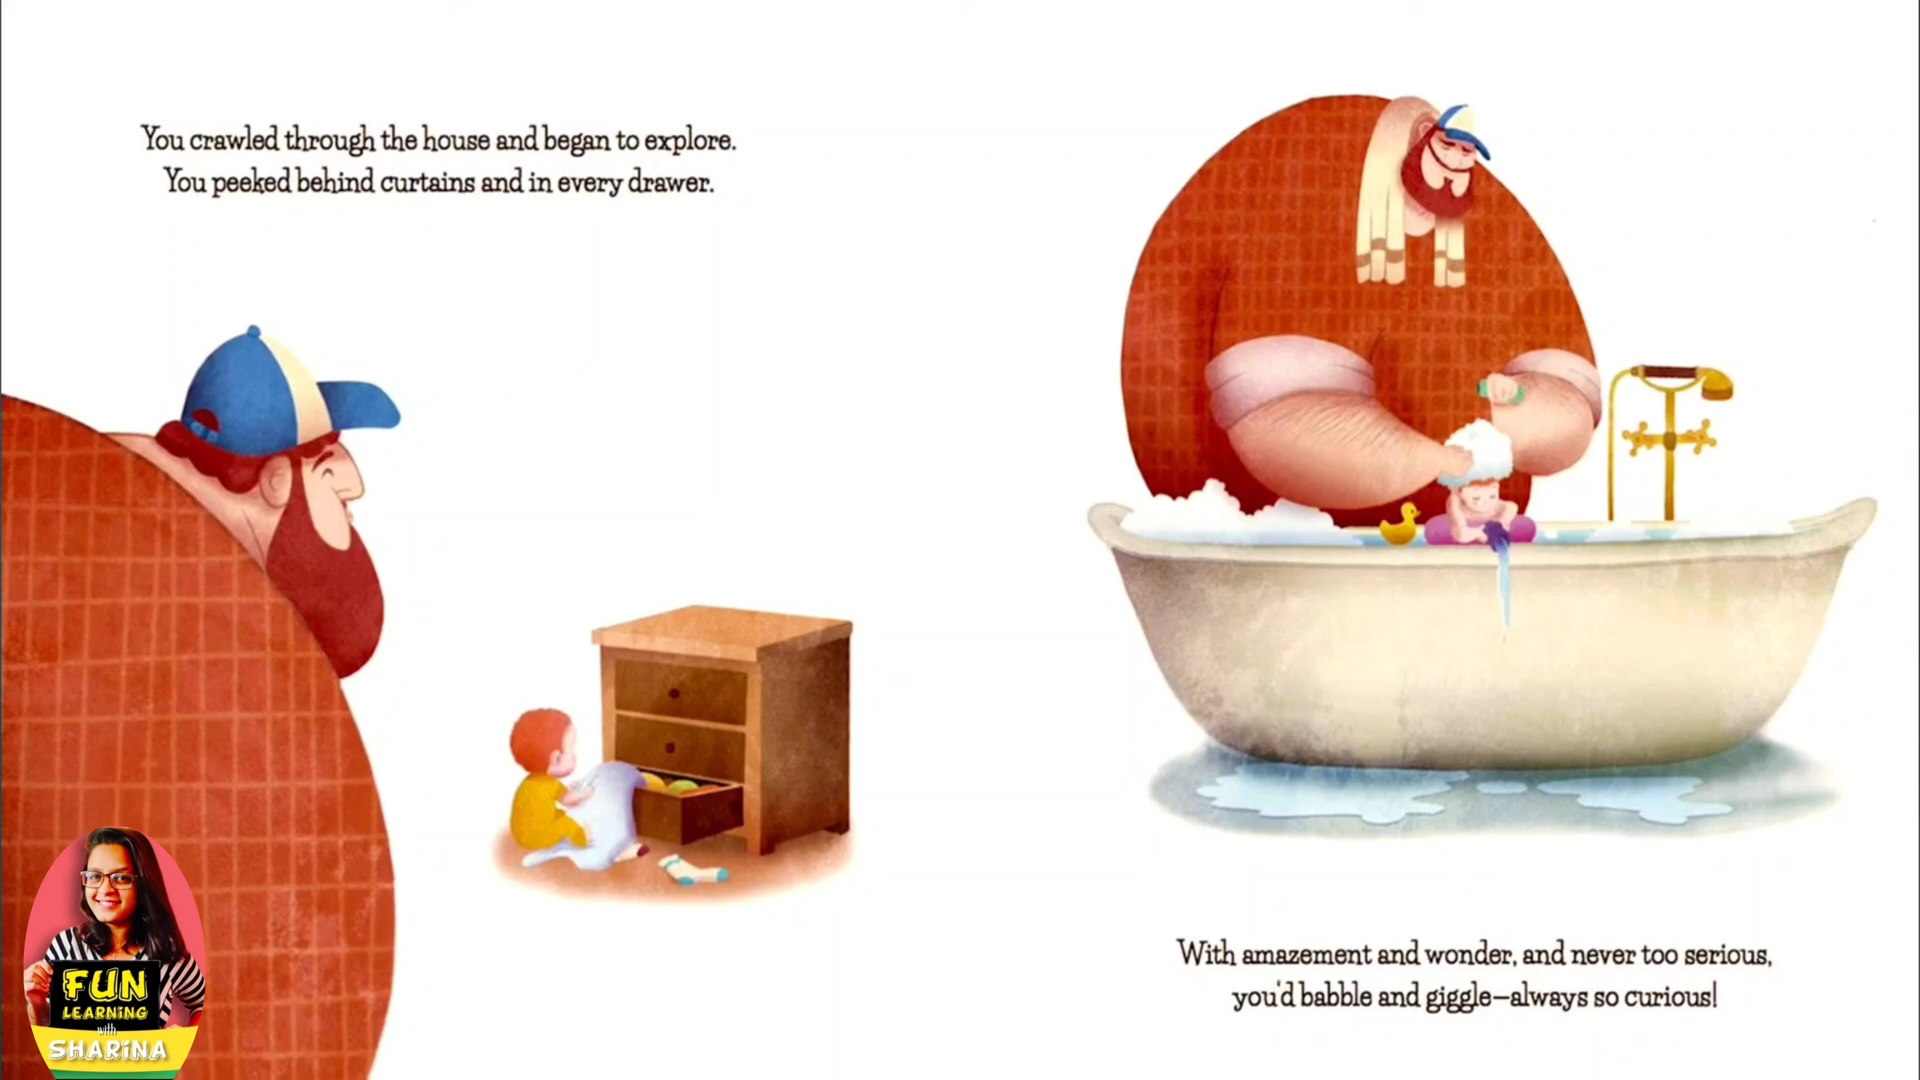 You crawled through the house and began to explore.
You peeked behind curtains and in every drawer.
With amazement and wonder, and never too serious,
you'd babble and giggle—always so curious!
FUN
LEARNING
with
SHARINA